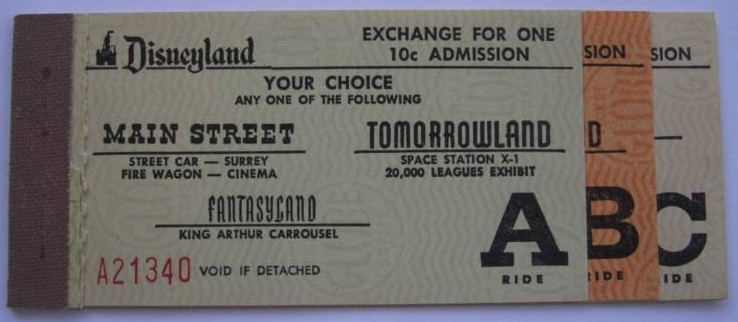 Disneyland
EXCHANGE FOR ONE
10c ADMISSION
YOUR CHOICE
ANY ONE OF THE FOLLOWING
MAIN STREET
STREET CAR — SURREY
FIRE WAGON — CINEMA
TOMORROWLAND
SPACE STATION X-1
20,000 LEAGUES EXHIBIT
FANTASYLAND
KING ARTHUR CARROUSEL
A21340 VOID IF DETACHED
A
RIDE
SION
D
B
IDE
SION
C
IDE